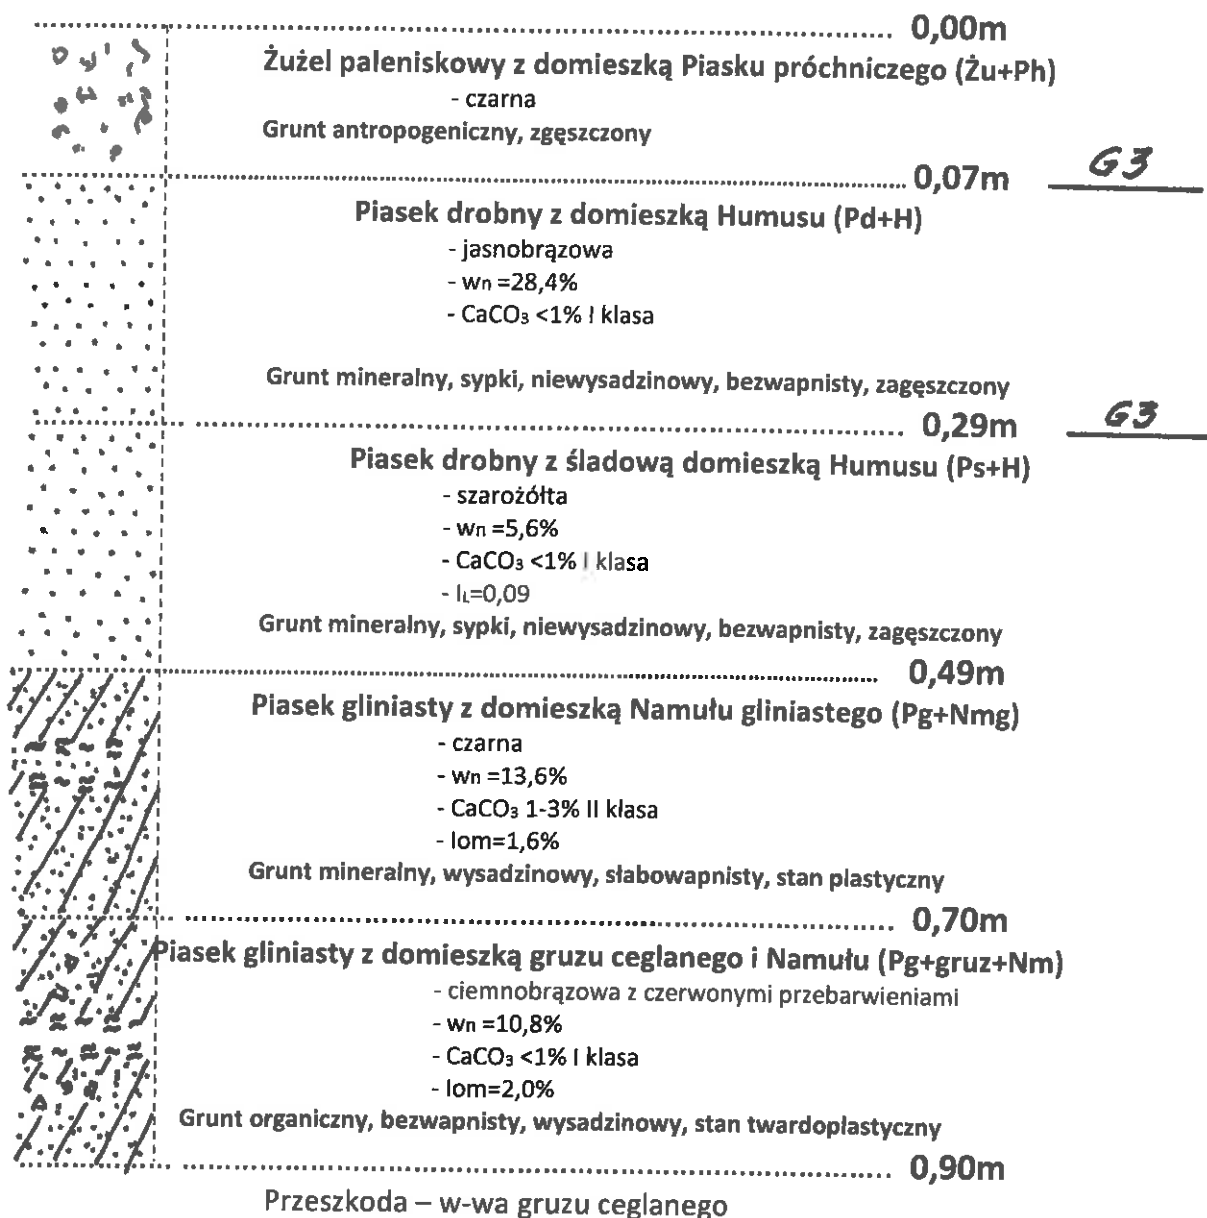 0,00m
Żużel paleniskowy z domieszką Piasku próchniczego (Żu+Ph)
- czarna
Grunt antropogeniczny, zgęszczony
0,07m G3
Piasek drobny z domieszką Humusu (Pd+H)
- jasnobrązowa
- wn =28,4%
- CaCO₃ <1% I klasa
Grunt mineralny, sypki, niewysadzinowy, bezwapnisty, zagęszczony
0,29m G3
Piasek drobny z śladową domieszką Humusu (Ps+H)
- szarożółta
- wn =5,6%
- CaCO₃ <1% I klasa
- IL=0,09
Grunt mineralny, sypki, niewysadzinowy, bezwapnisty, zagęszczony
0,49m
Piasek gliniasty z domieszką Namułu gliniastego (Pg+Nmg)
- czarna
- wn =13,6%
- CaCO₃ 1-3% II klasa
- Iom=1,6%
Grunt mineralny, wysadzinowy, słabowapnisty, stan plastyczny
0,70m
Piasek gliniasty z domieszką gruzu ceglanego i Namułu (Pg+gruz+Nm)
- ciemnobrązowa z czerwonymi przebarwieniami
- wn =10,8%
- CaCO₃ <1% I klasa
- Iom=2,0%
Grunt organiczny, bezwapnisty, wysadzinowy, stan twardoplastyczny
0,90m
Przeszkoda – w-wa gruzu ceglanego